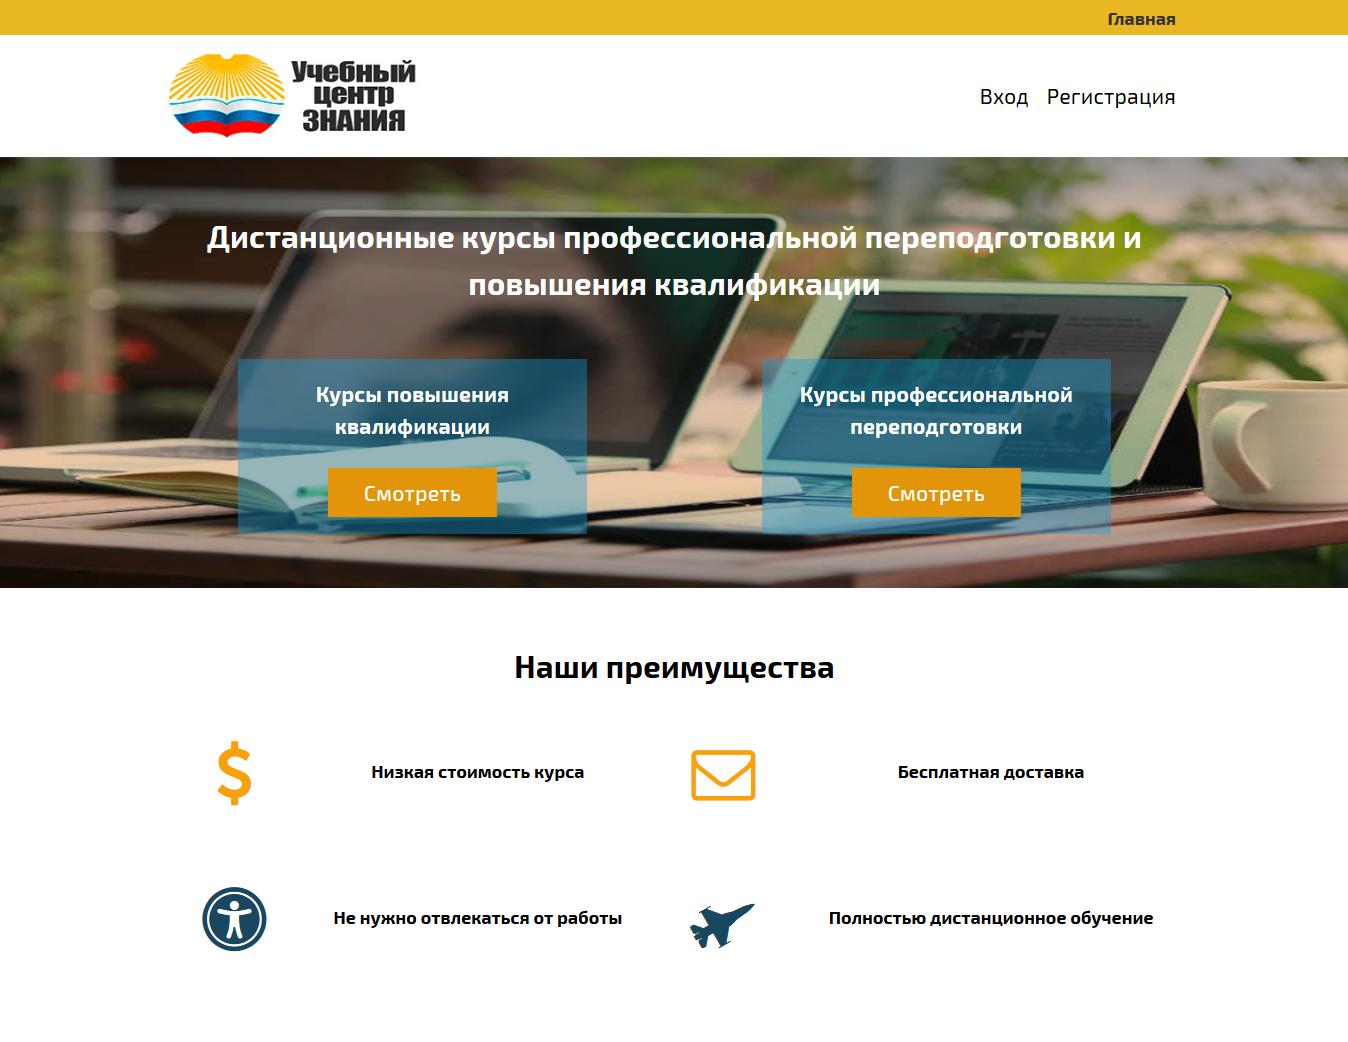 Главная
Учебный
центр
ЗНАНИЯ
Вход Регистрация
Дистанционные курсы профессиональной переподготовки и
повышения квалификации
Курсы повышения
квалификации
Смотреть
Курсы профессиональной
переподготовки
Смотреть
Наши преимущества
Низкая стоимость курса
Бесплатная доставка
Не нужно отвлекаться от работы
Полностью дистанционное обучение